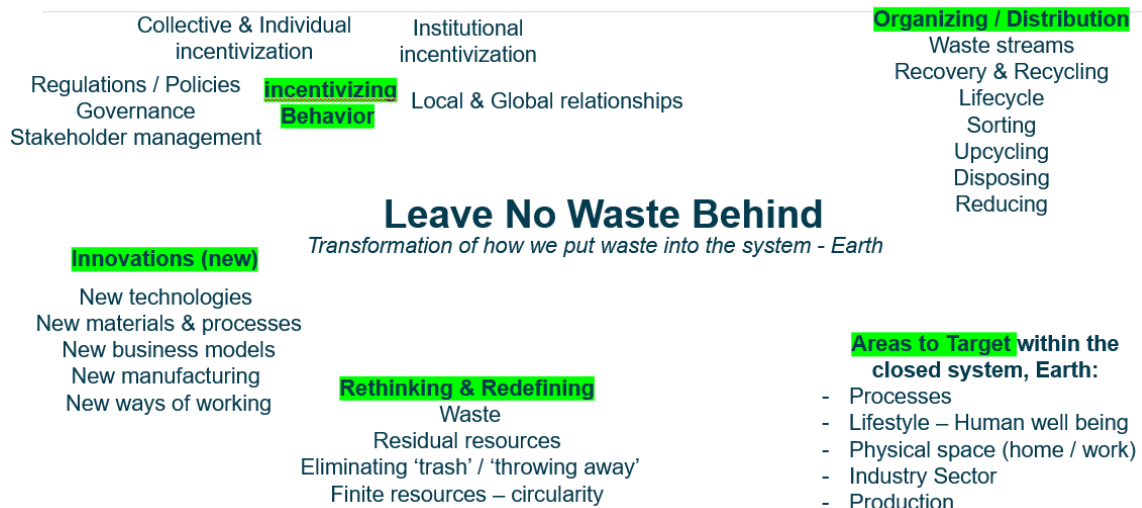 Collective & Individual
incentivization
Institutional
incentivization
Regulations / Policies
Governance
Stakeholder management
incentivizing
Behavior
Local & Global relationships
Organizing / Distribution
Waste streams
Recovery & Recycling
Lifecycle
Sorting
Upcycling
Disposing
Reducing
Leave No Waste Behind
Transformation of how we put waste into the system - Earth
Innovations (new)
New technologies
New materials & processes
New business models
New manufacturing
New ways of working
Rethinking & Redefining
Waste
Residual resources
Eliminating ‘trash’ / ‘throwing away’
Finite resources – circularity
Areas to Target within the
closed system, Earth:
- Processes
- Lifestyle – Human well being
- Physical space (home / work)
- Industry Sector
- Production